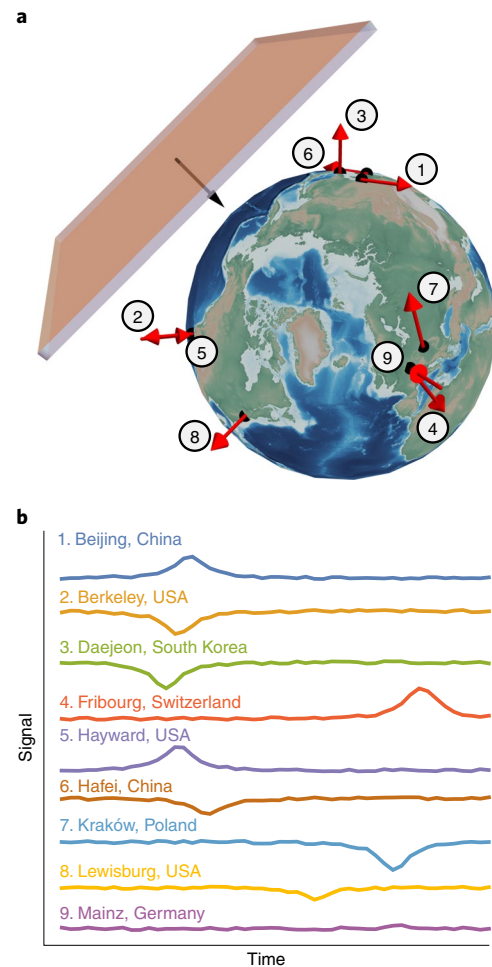 a
3
6
1
2
7
5
9
8
4
b
1. Beijing, China
2. Berkeley, USA
3. Daejeon, South Korea
4. Fribourg, Switzerland
5. Hayward, USA
6. Hafei, China
7. Kraków, Poland
8. Lewisburg, USA
9. Mainz, Germany
Signal
Time